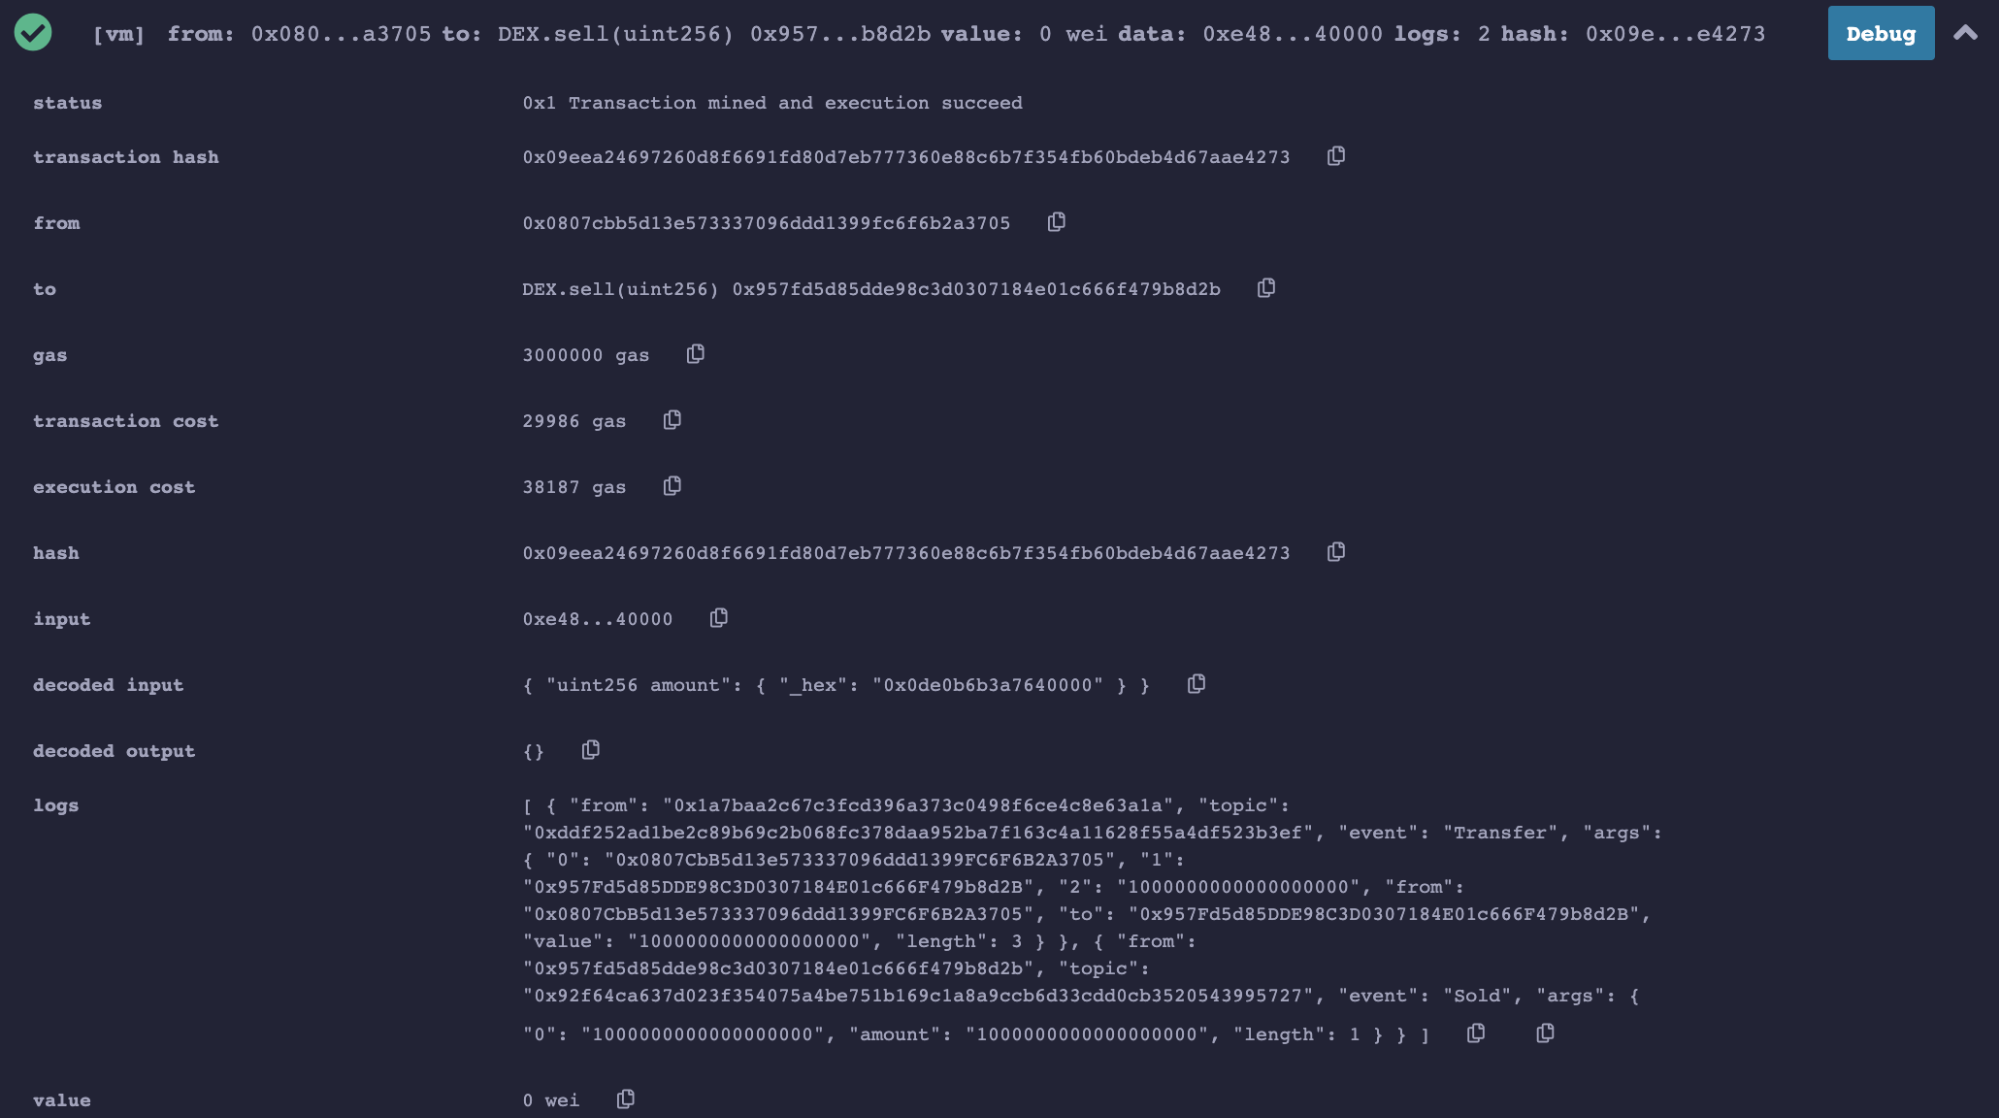 [vm] from: 0x080...a3705 to: DEX.sell(uint256) 0x957...b8d2b value: 0 wei data: 0xe48...40000 logs: 2 hash: 0x09e...e4273 Debug
status 0x1 Transaction mined and execution succeed
transaction hash 0x09eea24697260d8f6691fd80d7eb777360e88c6b7f354fb60bdeb4d67aae4273
from 0x0807cbb5d13e573337096ddd1399fc6f6b2a3705
to DEX.sell(uint256) 0x957fd5d85dde98c3d0307184e01c666f479b8d2b
gas 3000000 gas
transaction cost 29986 gas
execution cost 38187 gas
hash 0x09eea24697260d8f6691fd80d7eb777360e88c6b7f354fb60bdeb4d67aae4273
input 0xe48...40000
decoded input { "uint256 amount": { "_hex": "0x0de0b6b3a7640000" } }
decoded output {}
logs [ { "from": "0x1a7baa2c67c3fcd396a373c0498f6ce4c8e63a1a", "topic":
"0xddf252ad1be2c89b69c2b068fc378daa952ba7f163c4a11628f55a4df523b3ef", "event": "Transfer", "args":
{ "0": "0x0807CbB5d13e573337096ddd1399FC6F6B2A3705", "1":
"0x957Fd5d85DDE98C3D0307184E01c666F479b8d2B", "2": "1000000000000000000", "from":
"0x0807CbB5d13e573337096ddd1399FC6F6B2A3705", "to": "0x957Fd5d85DDE98C3D0307184E01c666F479b8d2B",
"value": "1000000000000000000", "length": 3 } }, { "from":
"0x957fd5d85dde98c3d0307184e01c666f479b8d2b", "topic":
"0x92f64ca637d023f354075a4be751b169c1a8a9ccb6d33cdd0cb3520543995727", "event": "Sold", "args": {
"0": "1000000000000000000", "amount": "1000000000000000000", "length": 1 } } ]
value 0 wei